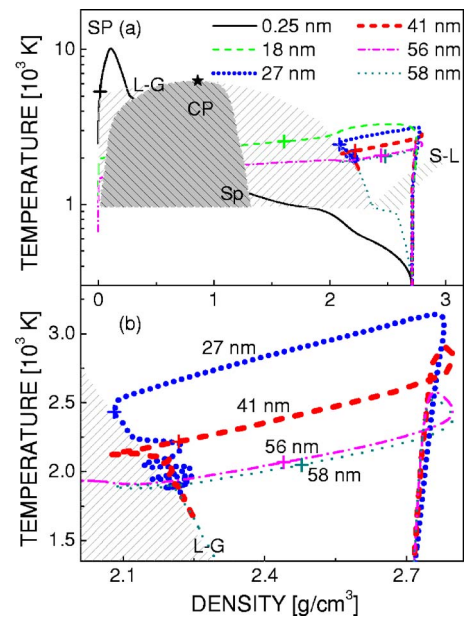 SP (a)
0.25 nm
41 nm
18 nm
56 nm
27 nm
58 nm
L-G
CP
S-L
Sp
TEMPERATURE [10³ K]
10
1
0
1
2
3
(b)
27 nm
41 nm
56 nm
58 nm
L-G
TEMPERATURE [10³ K]
3.0
2.5
2.0
1.5
2.1
2.4
2.7
DENSITY [g/cm³]